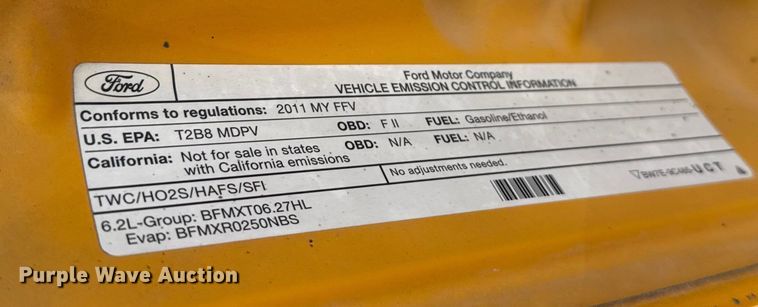 Ford
Ford Motor Company
VEHICLE EMISSION CONTROL INFORMATION
Conforms to regulations: 2011 MY FFV
U.S. EPA: T2B8 MDPV OBD: F II FUEL: Gasoline/Ethanol
California: Not for sale in states with California emissions OBD: N/A FUEL: N/A
TWC/HO2S/HAFS/SFI
No adjustments needed.
6.2L-Group: BFMXT06.27HL
Evap: BFMXR0250NBS
UCT
Purple Wave Auction